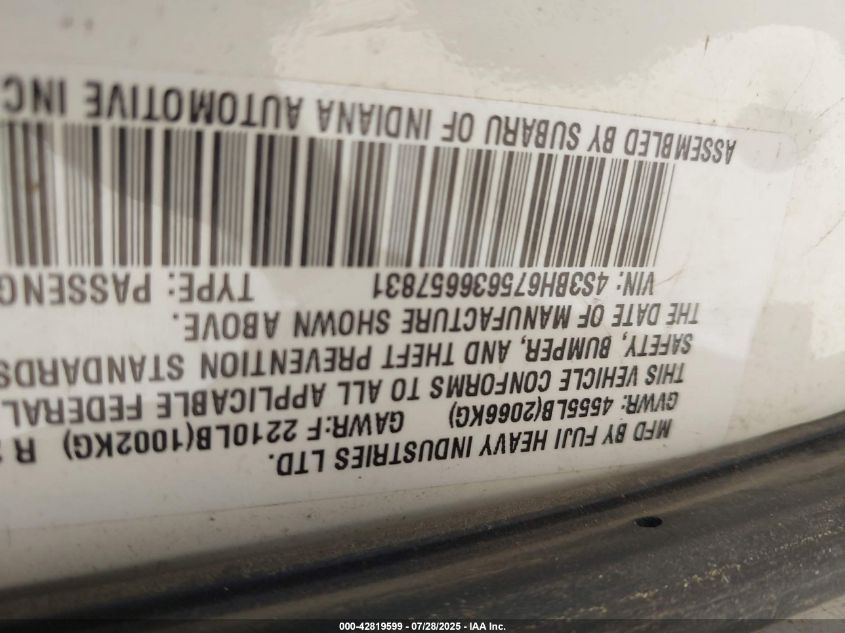 MFD BY FUJI HEAVY INDUSTRIES LTD.
GVWR: 4555LB(2066KG) GAWR:F 2210LB(1002KG) R
THIS VEHICLE CONFORMS TO ALL APPLICABLE FEDERAL
SAFETY, BUMPER, AND THEFT PREVENTION STANDARDS
THE DATE OF MANUFACTURE SHOWN ABOVE.
VIN: 4S3BH675636657831 TYPE: PASSENG
ASSEMBLED BY SUBARU OF INDIANA AUTOMOTIVE INC
000-42819599 | 07/28/2025 - IAA Inc.